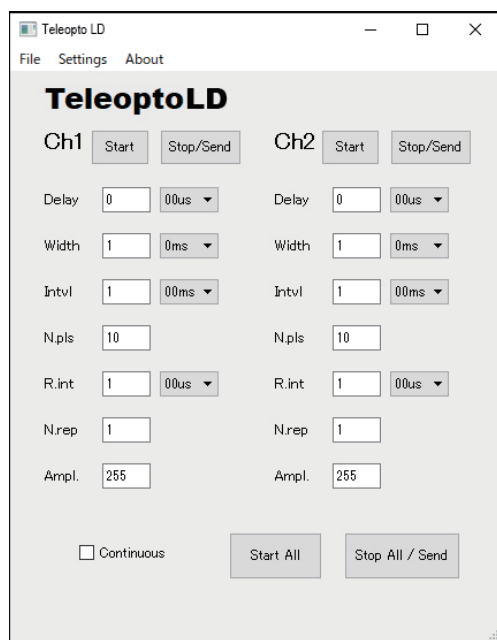 Teleopto LD
File Settings About
TeleoptoLD
Ch1 Start Stop/Send Ch2 Start Stop/Send
Delay 0 00us Delay 0 00us
Width 1 0ms Width 1 0ms
Intvl 1 00ms Intvl 1 00ms
N.pls 10 N.pls 10
R.int 1 00us R.int 1 00us
N.rep 1 N.rep 1
Ampl. 255 Ampl. 255
Continuous Start All Stop All / Send